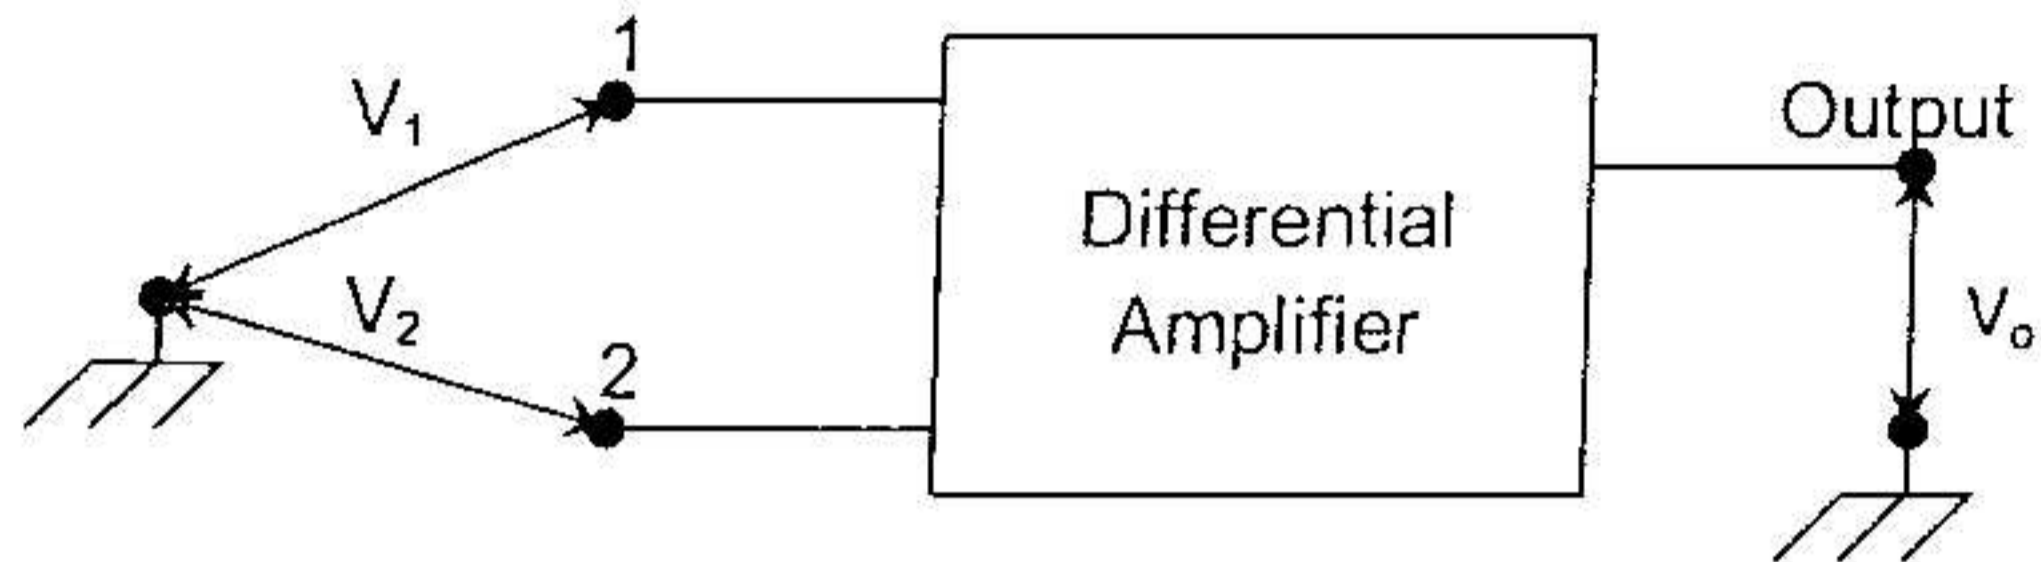 1
V₁
Output
Differential
V₂
Amplifier
Vₒ
2